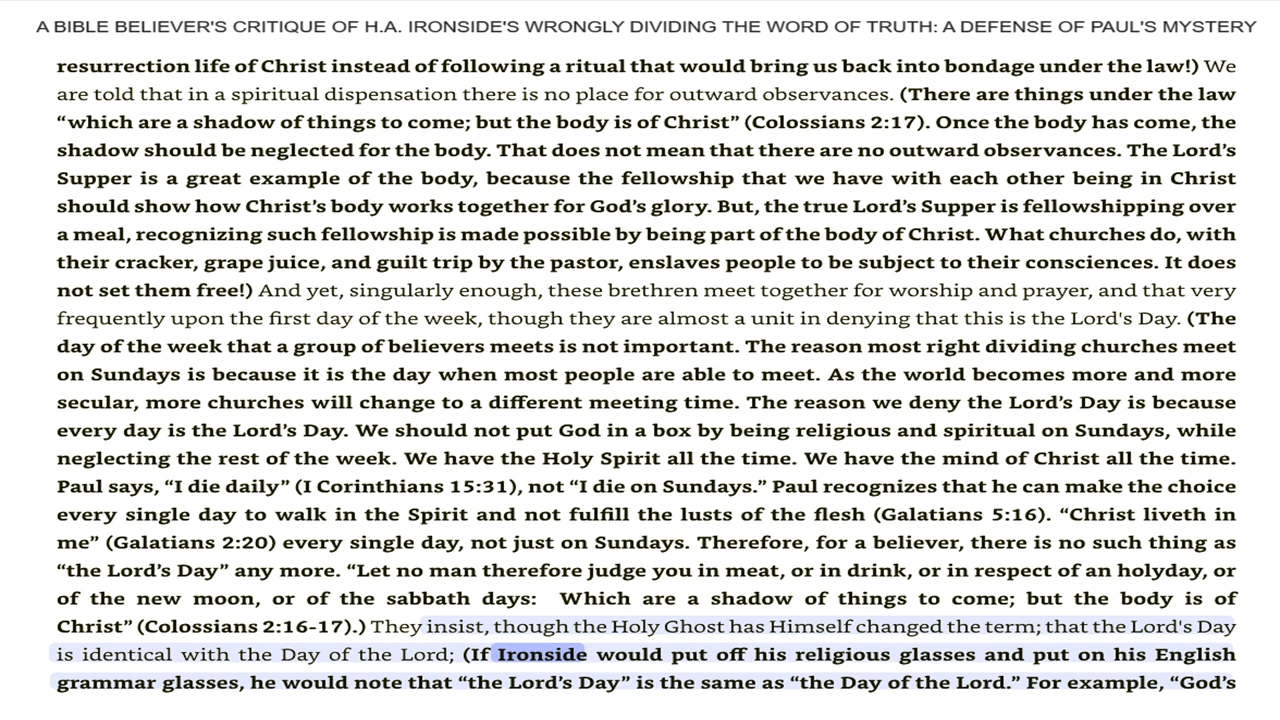 A BIBLE BELIEVER'S CRITIQUE OF H.A. IRONSIDE'S WRONGLY DIVIDING THE WORD OF TRUTH: A DEFENSE OF PAUL'S MYSTERY
resurrection life of Christ instead of following a ritual that would bring us back into bondage under the law!) We
are told that in a spiritual dispensation there is no place for outward observances. (There are things under the law
“which are a shadow of things to come; but the body is of Christ” (Colossians 2:17). Once the body has come, the
shadow should be neglected for the body. That does not mean that there are no outward observances. The Lord’s
Supper is a great example of the body, because the fellowship that we have with each other being in Christ
should show how Christ’s body works together for God’s glory. But, the true Lord’s Supper is fellowshipping over
a meal, recognizing such fellowship is made possible by being part of the body of Christ. What churches do, with
their cracker, grape juice, and guilt trip by the pastor, enslaves people to be subject to their consciences. It does
not set them free!) And yet, singularly enough, these brethren meet together for worship and prayer, and that very
frequently upon the first day of the week, though they are almost a unit in denying that this is the Lord's Day. (The
day of the week that a group of believers meets is not important. The reason most right dividing churches meet
on Sundays is because it is the day when most people are able to meet. As the world becomes more and more
secular, more churches will change to a different meeting time. The reason we deny the Lord’s Day is because
every day is the Lord’s Day. We should not put God in a box by being religious and spiritual on Sundays, while
neglecting the rest of the week. We have the Holy Spirit all the time. We have the mind of Christ all the time.
Paul says, “I die daily” (I Corinthians 15:31), not “I die on Sundays.” Paul recognizes that he can make the choice
every single day to walk in the Spirit and not fulfill the lusts of the flesh (Galatians 5:16). “Christ liveth in
me” (Galatians 2:20) every single day, not just on Sundays. Therefore, for a believer, there is no such thing as
“the Lord’s Day” any more. “Let no man therefore judge you in meat, or in drink, or in respect of an holyday, or
of the new moon, or of the sabbath days: Which are a shadow of things to come; but the body is of
Christ” (Colossians 2:16-17).) They insist, though the Holy Ghost has Himself changed the term; that the Lord's Day
is identical with the Day of the Lord; (If Ironside would put off his religious glasses and put on his English
grammar glasses, he would note that “the Lord’s Day” is the same as “the Day of the Lord.” For example, “God’s